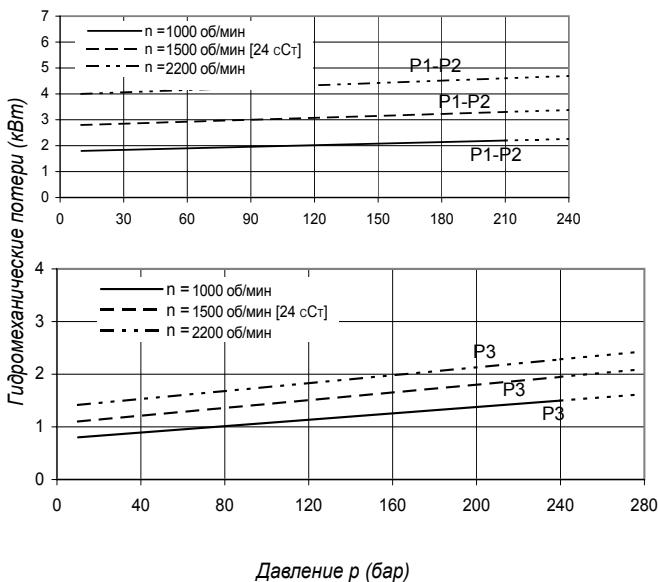 Гидромеханические потери (кВт)
7
6
5
4
3
2
1
0
n =1000 об/мин
n =1500 об/мин [24 сСт]
n =2200 об/мин
P1-P2
P1-P2
P1-P2
0 30 60 90 120 150 180 210 240
4
3
2
1
0
n = 1000 об/мин
n = 1500 об/мин [24 сСт]
n = 2200 об/мин
P3
P3
P3
0 40 80 120 160 200 240 280
Давление p (бар)